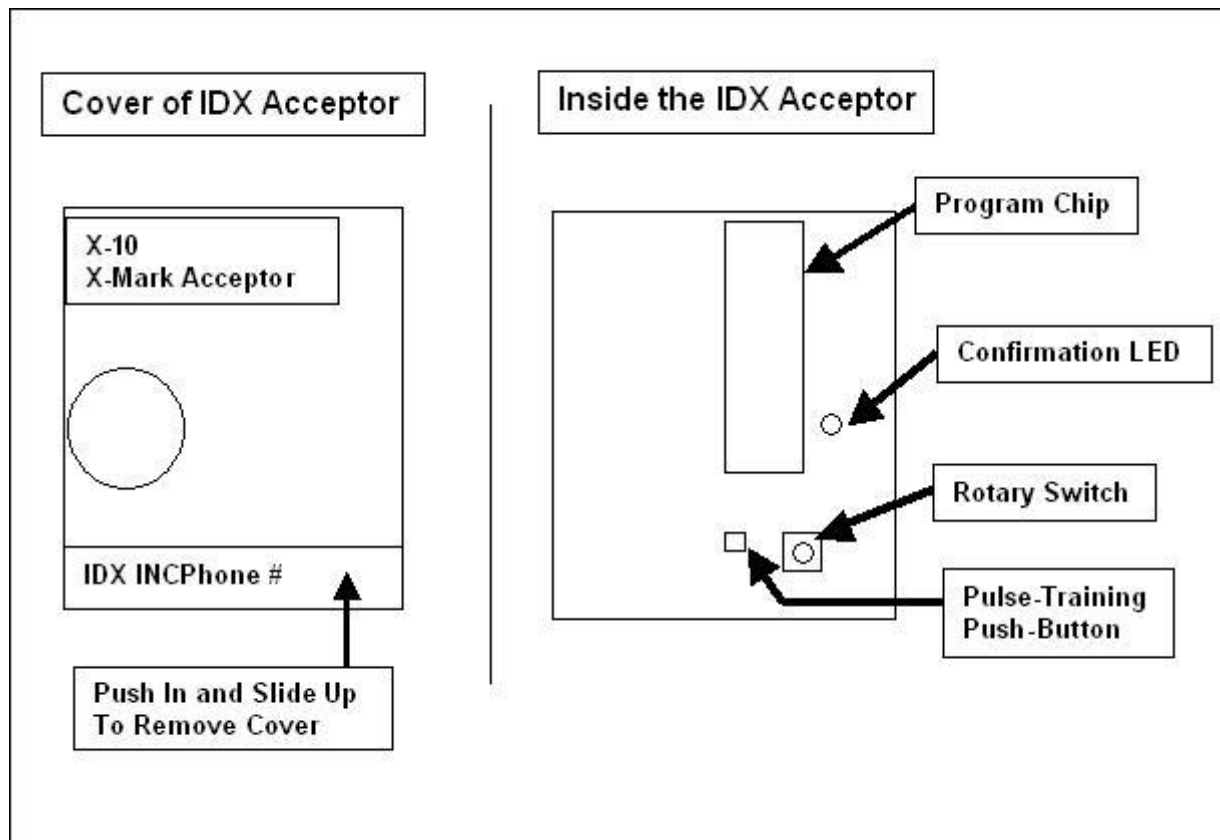 Cover of IDX Acceptor
X-10
X-Mark Acceptor
IDX INCPhone #
Push In and Slide Up
To Remove Cover
Inside the IDX Acceptor
Program Chip
Confirmation LED
Rotary Switch
Pulse-Training
Push-Button